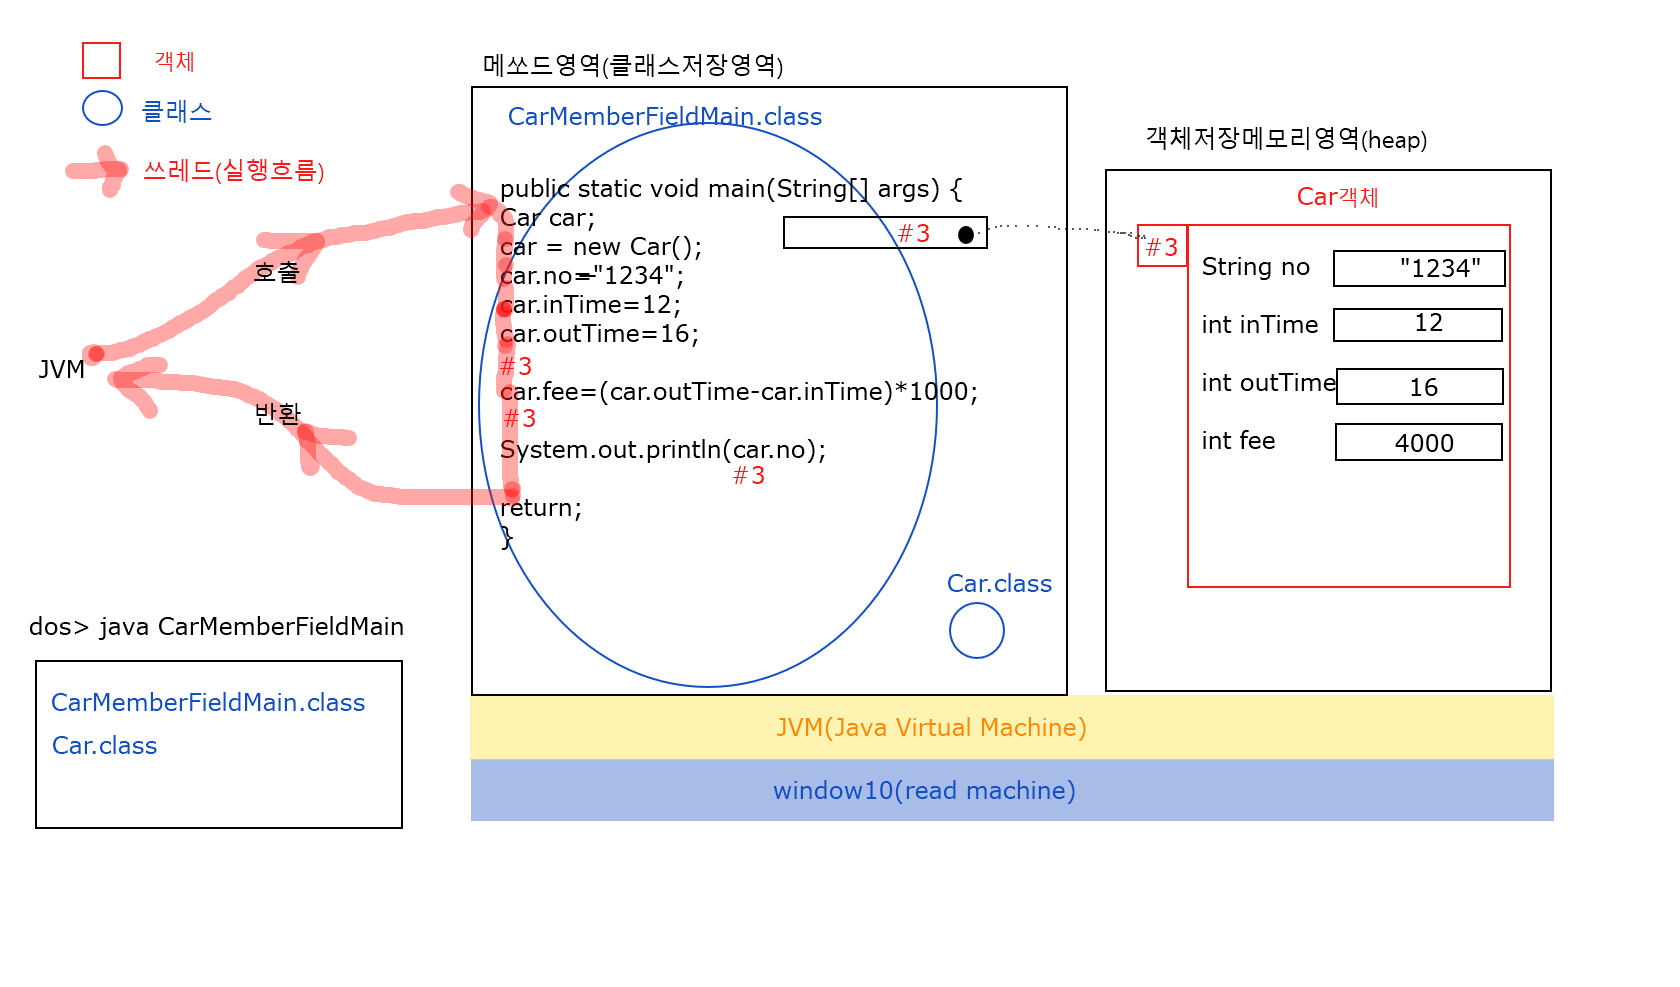 객체
클래스
쓰레드(실행흐름)
호출
JVM
반환
dos> java CarMemberFieldMain
CarMemberFieldMain.class
Car.class
메쏘드영역(클래스저장영역)
CarMemberFieldMain.class
public static void main(String[] args) {
Car car;
#3
car = new Car();
car.no="1234";
car.inTime=12;
car.outTime=16;
#3
car.fee=(car.outTime-car.inTime)*1000;
#3
System.out.println(car.no);
#3
return;
}
Car.class
객체저장메모리영역(heap)
Car객체
#3
String no "1234"
int inTime 12
int outTime 16
int fee 4000
JVM(Java Virtual Machine)
window10(read machine)